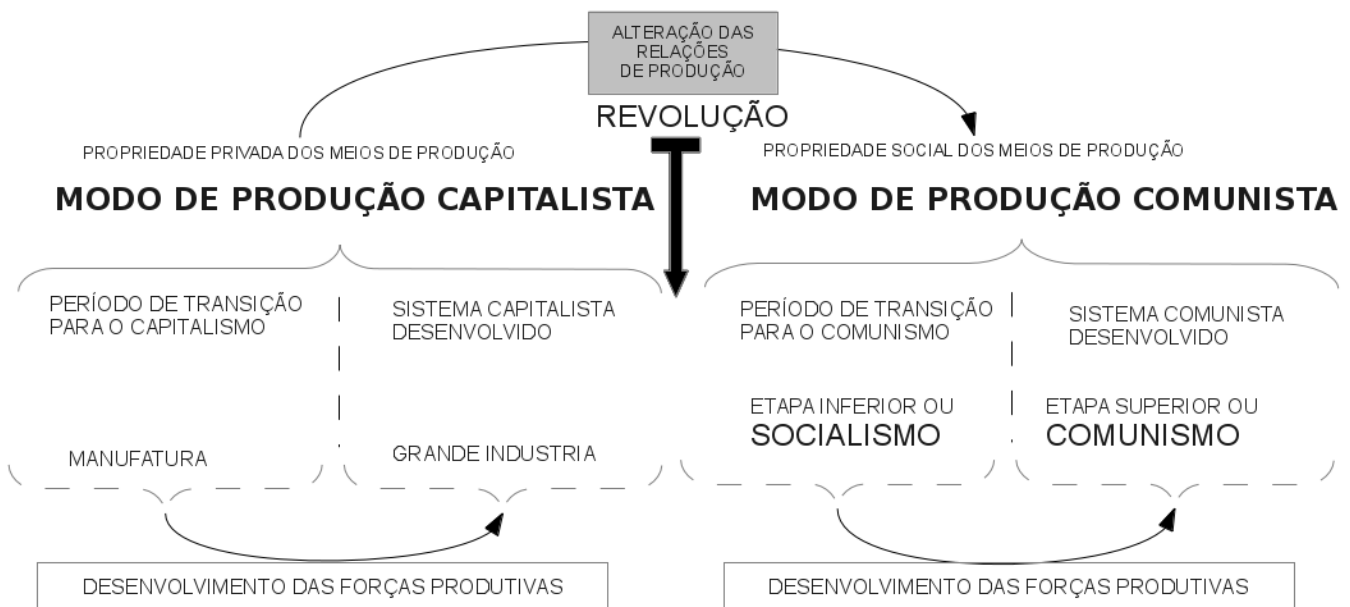 ALTERAÇÃO DAS
RELAÇÕES
DE PRODUÇÃO
REVOLUÇÃO
PROPRIEDADE PRIVADA DOS MEIOS DE PRODUÇÃO
MODO DE PRODUÇÃO CAPITALISTA
PERÍODO DE TRANSIÇÃO
PARA O CAPITALISMO
MANUFATURA
SISTEMA CAPITALISTA
DESENVOLVIDO
GRANDE INDUSTRIA
DESENVOLVIMENTO DAS FORÇAS PRODUTIVAS
PROPRIEDADE SOCIAL DOS MEIOS DE PRODUÇÃO
MODO DE PRODUÇÃO COMUNISTA
PERÍODO DE TRANSIÇÃO
PARA O COMUNISMO
ETAPA INFERIOR OU
SOCIALISMO
SISTEMA COMUNISTA
DESENVOLVIDO
ETAPA SUPERIOR OU
COMUNISMO
DESENVOLVIMENTO DAS FORÇAS PRODUTIVAS